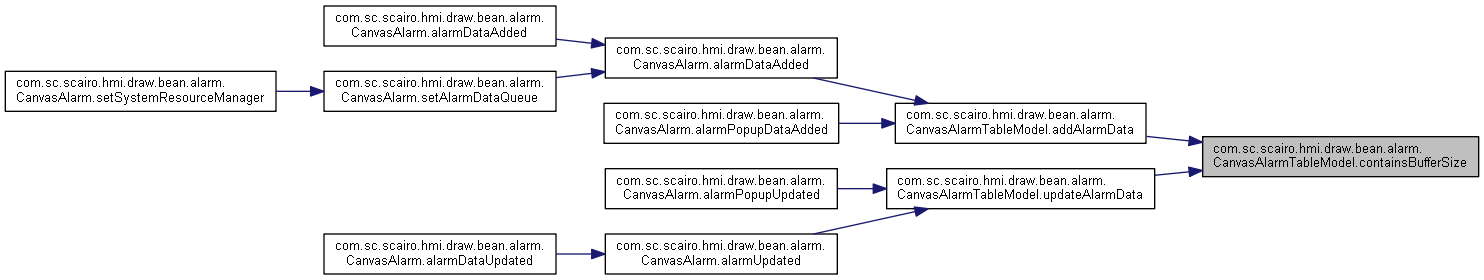 com.sc.scairo.hmi.draw.bean.alarm.
CanvasAlarm.alarmDataAdded
com.sc.scairo.hmi.draw.bean.alarm.
CanvasAlarm.setSystemResourceManager
com.sc.scairo.hmi.draw.bean.alarm.
CanvasAlarm.setAlarmDataQueue
com.sc.scairo.hmi.draw.bean.alarm.
CanvasAlarm.alarmDataAdded
com.sc.scairo.hmi.draw.bean.alarm.
CanvasAlarm.alarmPopupDataAdded
com.sc.scairo.hmi.draw.bean.alarm.
CanvasAlarmTableModel.addAlarmData
com.sc.scairo.hmi.draw.bean.alarm.
CanvasAlarmTableModel.containsBufferSize
com.sc.scairo.hmi.draw.bean.alarm.
CanvasAlarm.alarmPopupUpdated
com.sc.scairo.hmi.draw.bean.alarm.
CanvasAlarmTableModel.updateAlarmData
com.sc.scairo.hmi.draw.bean.alarm.
CanvasAlarm.alarmDataUpdated
com.sc.scairo.hmi.draw.bean.alarm.
CanvasAlarm.alarmUpdated